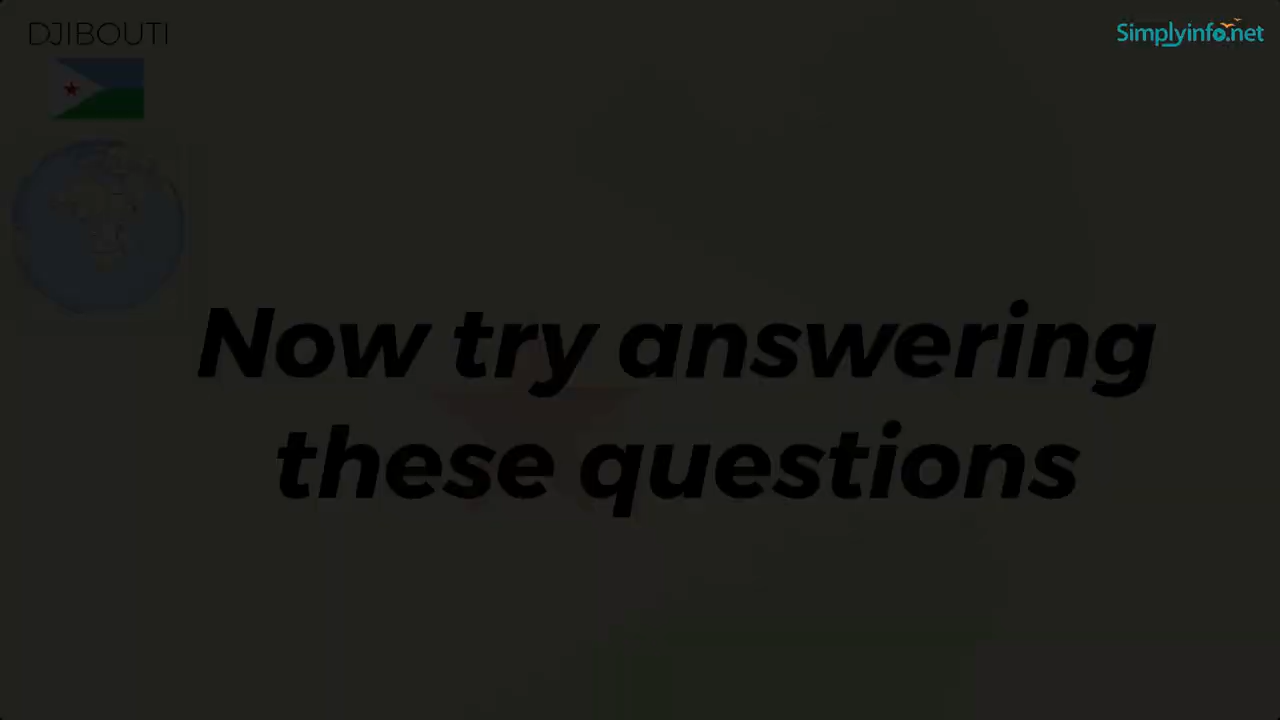 DJIBOUTI
Simplyinfo.net
Now try answering
these questions